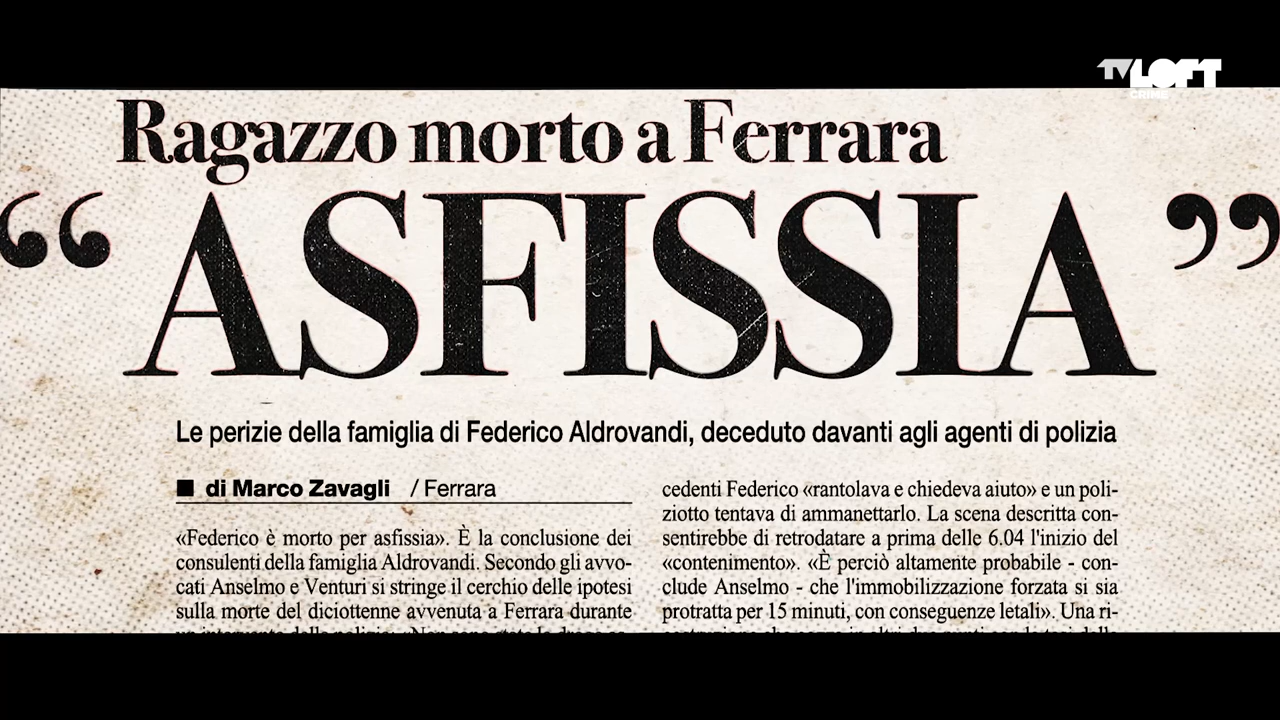 TVLOFT
CRIME
Ragazzo morto a Ferrara
“ASFISSIA”
Le perizie della famiglia di Federico Aldrovandi, deceduto davanti agli agenti di polizia
■ di Marco Zavagli / Ferrara
«Federico è morto per asfissia». È la conclusione dei
consulenti della famiglia Aldrovandi. Secondo gli avvo-
cati Anselmo e Venturi si stringe il cerchio delle ipotesi
sulla morte del diciottenne avvenuta a Ferrara durante
cedenti Federico «rantolava e chiedeva aiuto» e un poli-
ziotto tentava di ammanettarlo. La scena descritta con-
sentirebbe di retrodatare a prima delle 6.04 l'inizio del
«contenimento». «È perciò altamente probabile - con-
clude Anselmo - che l'immobilizzazione forzata si sia
protratta per 15 minuti, con conseguenze letali». Una ri-